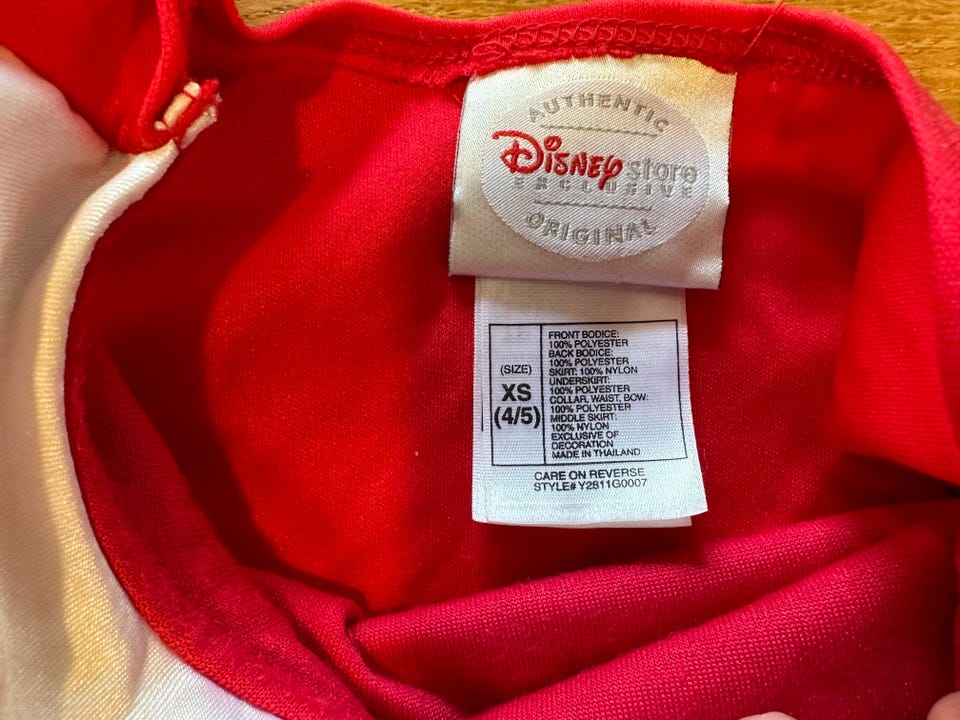 AUTHENTIC
Disney store
EXCLUSIVE
ORIGINAL
(SIZE)
XS
(4/5)
FRONT BODICE:
100% POLYESTER
BACK BODICE:
100% POLYESTER
SKIRT: 100% NYLON
UNDERSKIRT:
100% POLYESTER
COLLAR, WAIST, BOW:
100% POLYESTER
MIDDLE SKIRT:
100% NYLON
EXCLUSIVE OF
DECORATION
MADE IN THAILAND
CARE ON REVERSE
STYLE# Y2811G0007